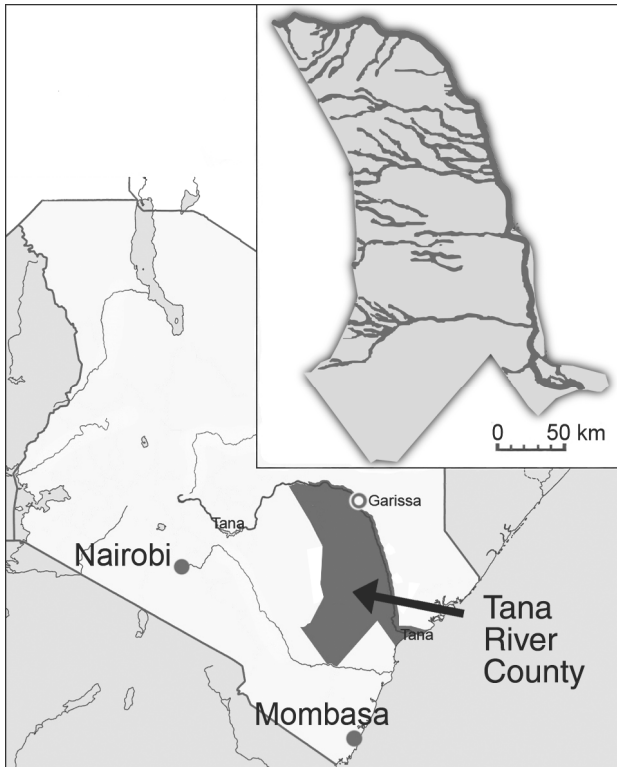 0 50 km
Garissa
Tana
Nairobi
Tana
River
County
Tana
Mombasa